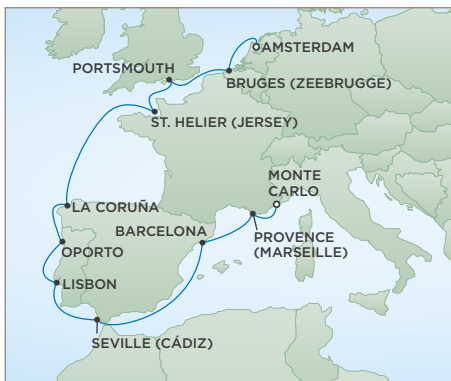 AMSTERDAM
PORTSMOUTH
BRUGES (ZEEBRUGGE)
ST. HELIER (JERSEY)
MONTE
CARLO
LA CORUÑA
BARCELONA
PROVENCE
(MARSEILLE)
OPORTO
LISBON
SEVILLE (CÁDIZ)